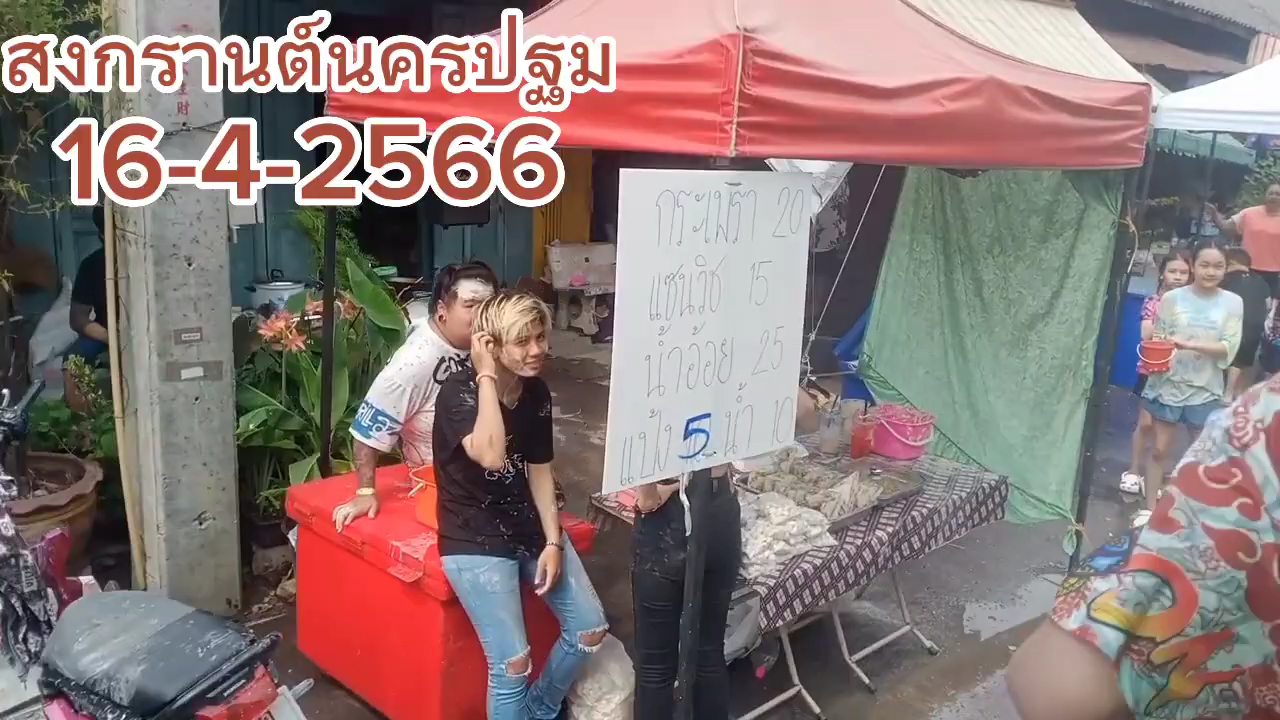 สงกรานต์นครปฐม
16-4-2566
กระเพรา 20
แซนวิช 15
น้ำอ้อย 25
แป้ง 5 น้ำ 10